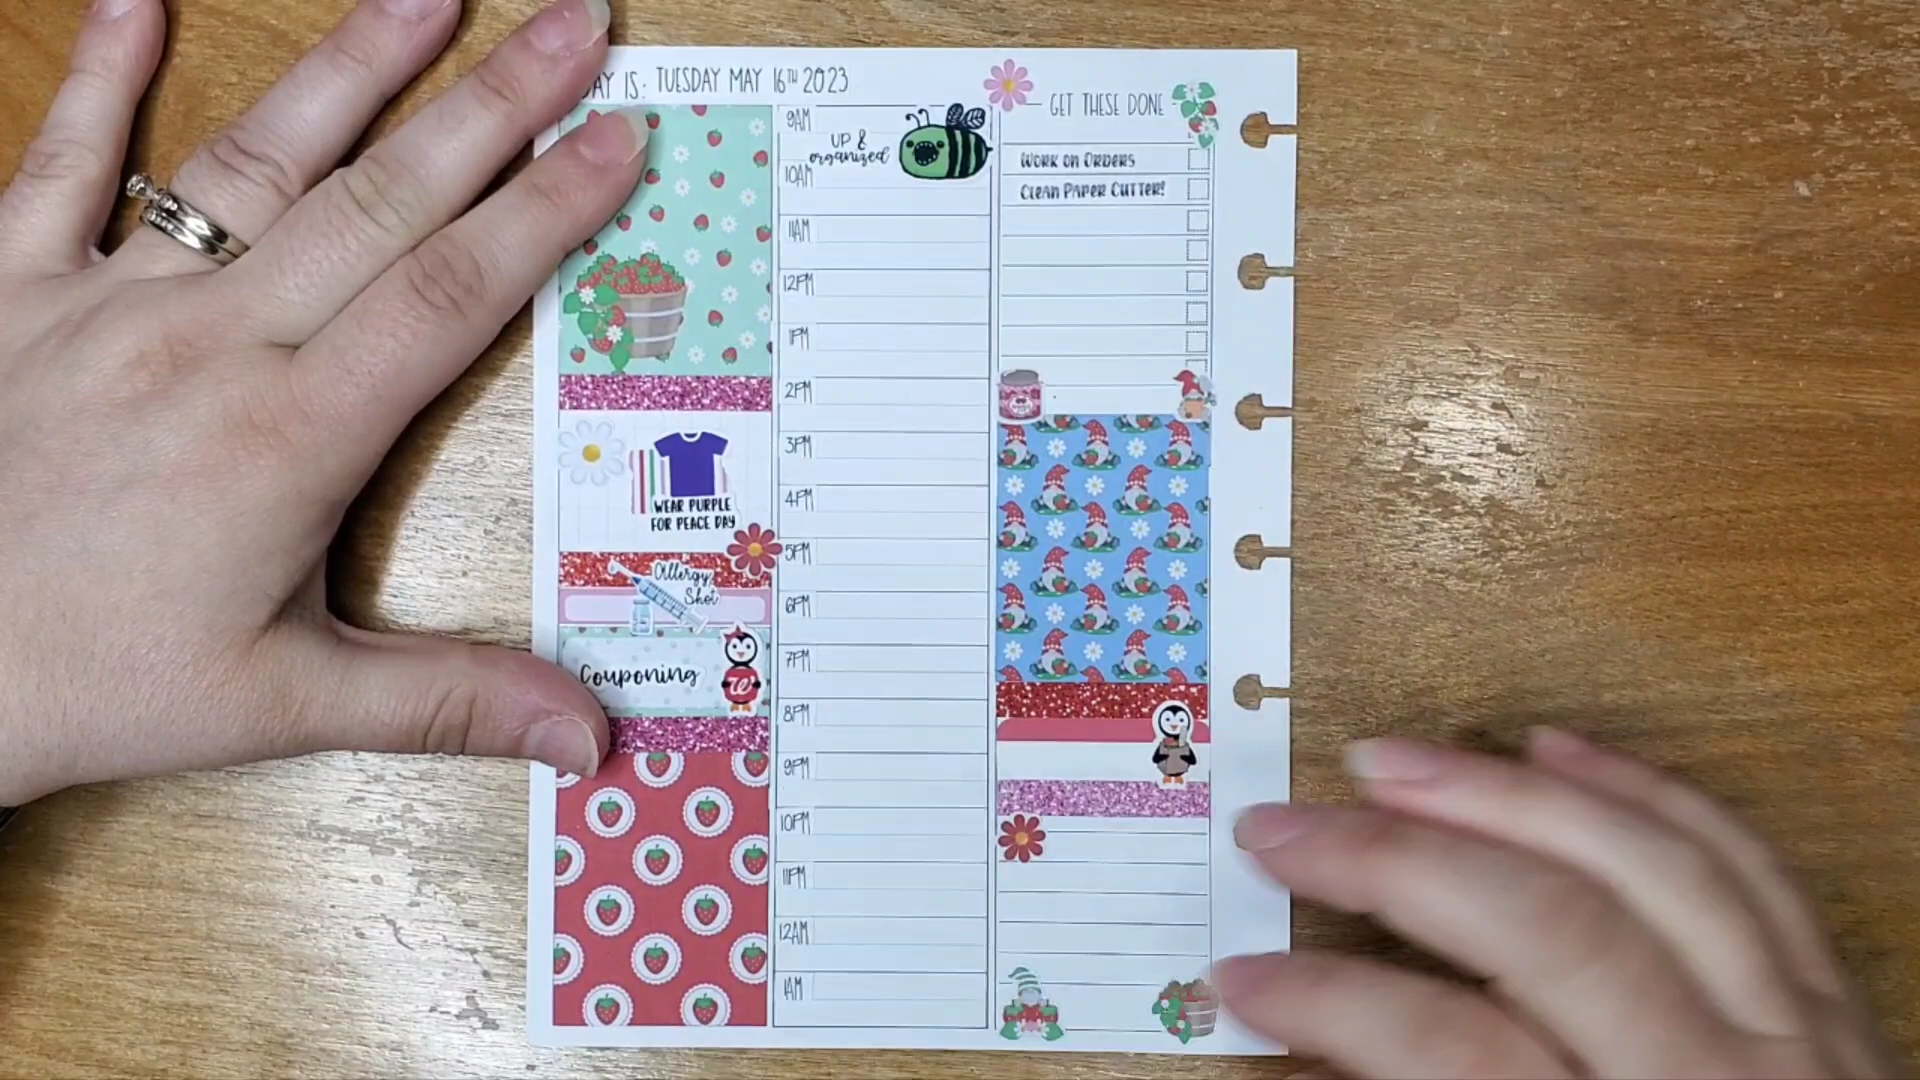 AY IS: TUESDAY MAY 16TH 2023
GET THESE DONE
WORK ON ORDERS
CLEAN PAPER CUTTER!
9AM
UP &
organized
10AM
11AM
12PM
1PM
2PM
3PM
4PM
5PM
6PM
7PM
8PM
9PM
10PM
11PM
12AM
1AM
WEAR PURPLE
FOR PEACE DAY
Allergy
Shot
Couponing
W